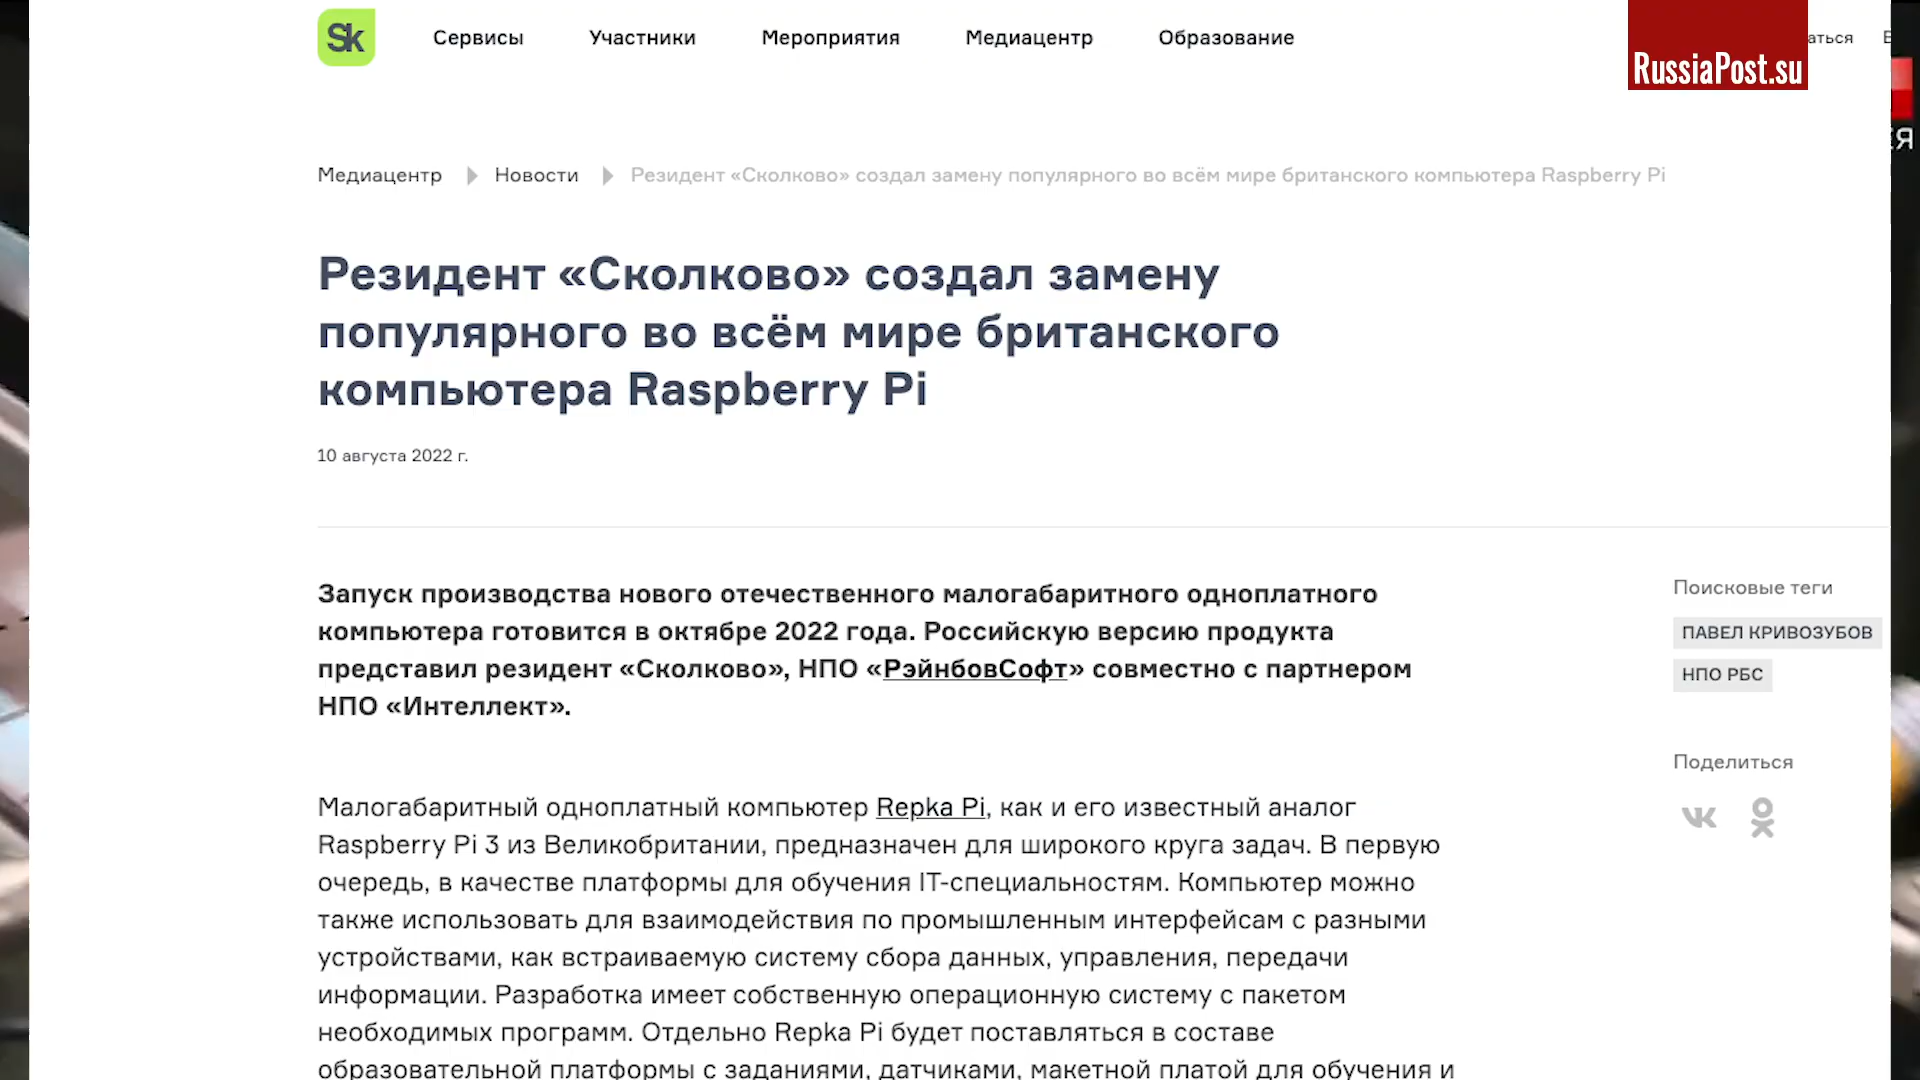 Sk
Сервисы Участники Мероприятия Медиацентр Образование
RussiaPost.su
Медиацентр Новости Резидент «Сколково» создал замену популярного во всём мире британского компьютера Raspberry Pi
Резидент «Сколково» создал замену
популярного во всём мире британского
компьютера Raspberry Pi
10 августа 2022 г.
Запуск производства нового отечественного малогабаритного одноплатного
компьютера готовится в октябре 2022 года. Российскую версию продукта
представил резидент «Сколково», НПО «РэйнбовСофт» совместно с партнером
НПО «Интеллект».
Малогабаритный одноплатный компьютер Repka Pi, как и его известный аналог
Raspberry Pi 3 из Великобритании, предназначен для широкого круга задач. В первую
очередь, в качестве платформы для обучения IT-специальностям. Компьютер можно
также использовать для взаимодействия по промышленным интерфейсам с разными
устройствами, как встраиваемую систему сбора данных, управления, передачи
информации. Разработка имеет собственную операционную систему с пакетом
необходимых программ. Отдельно Repka Pi будет поставляться в составе
образовательной платформы с заданиями, датчиками, макетной платой для обучения и
Поисковые теги
ПАВЕЛ КРИВОЗУБОВ
НПО РБС
Поделиться